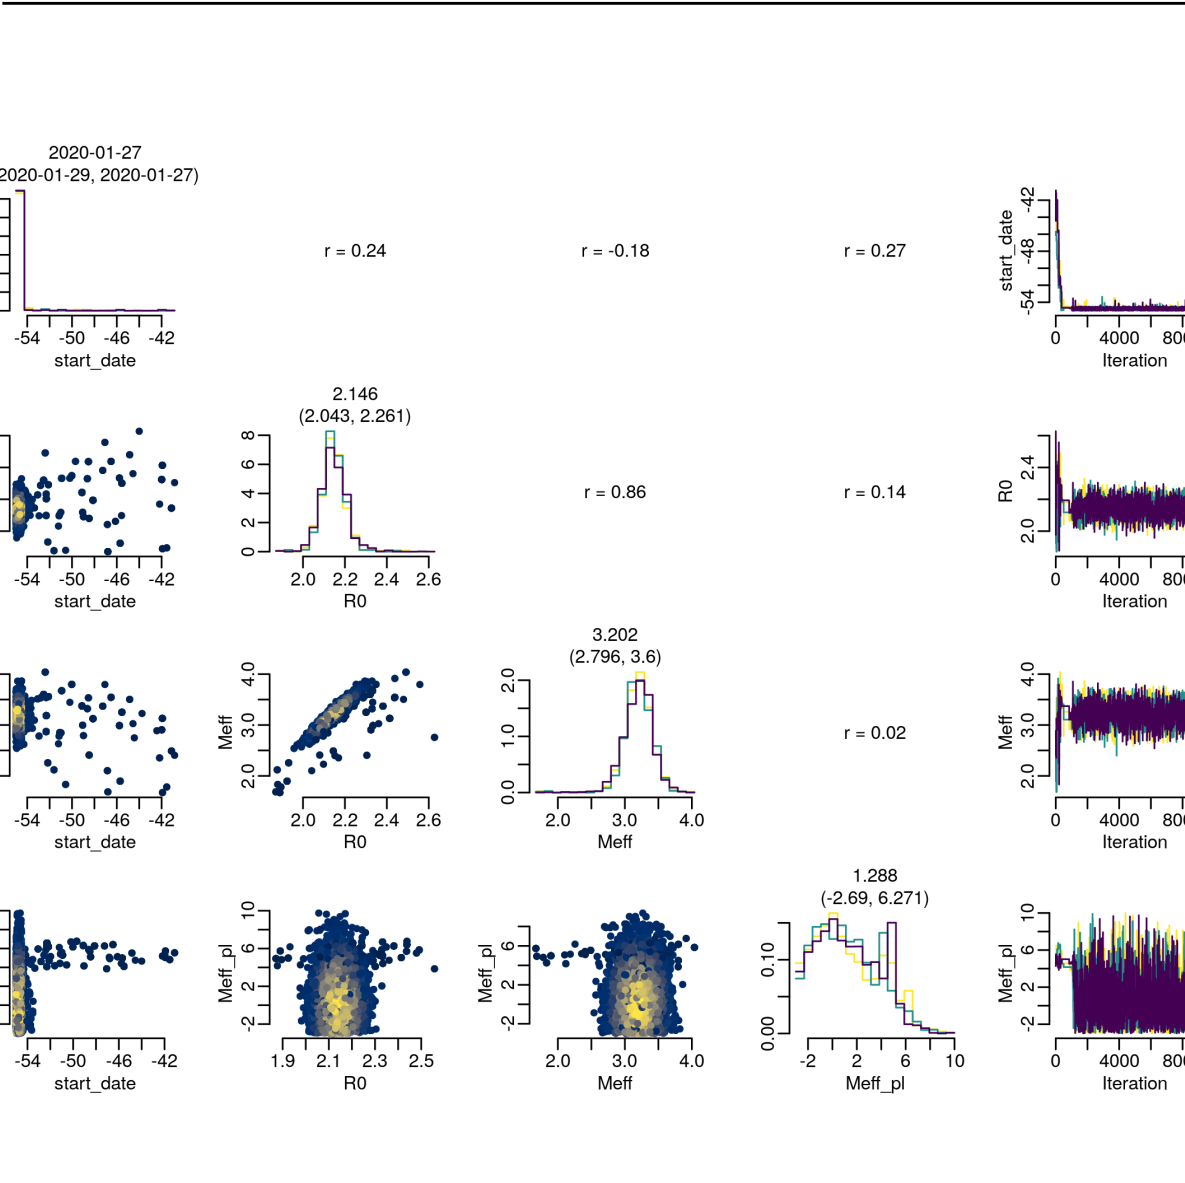 2020-01-27
2020-01-29, 2020-01-27)
r = 0.24
r = -0.18
r = 0.27
start_date
-42
-48
-54
-54 -50 -46 -42
start_date
0 4000 800
Iteration
2.146
(2.043, 2.261)
8
6
4
2
0
r = 0.86
r = 0.14
R0
2.4
2.0
-54 -50 -46 -42
start_date
2.0 2.2 2.4 2.6
R0
0 4000 800
Iteration
3.202
(2.796, 3.6)
Meff
4.0
3.0
2.0
2.0
1.0
0.0
r = 0.02
Meff
4.0
3.0
2.0
-54 -50 -46 -42
start_date
2.0 2.2 2.4 2.6
R0
2.0 3.0 4.0
Meff
0 4000 800
Iteration
1.288
(-2.69, 6.271)
Meff_pl
10
6
2
-2
Meff_pl
6
2
-2
0.10
0.00
Meff_pl
10
6
2
-2
-54 -50 -46 -42
start_date
1.9 2.1 2.3 2.5
R0
2.0 3.0 4.0
Meff
-2 2 6 10
Meff_pl
0 4000 800
Iteration